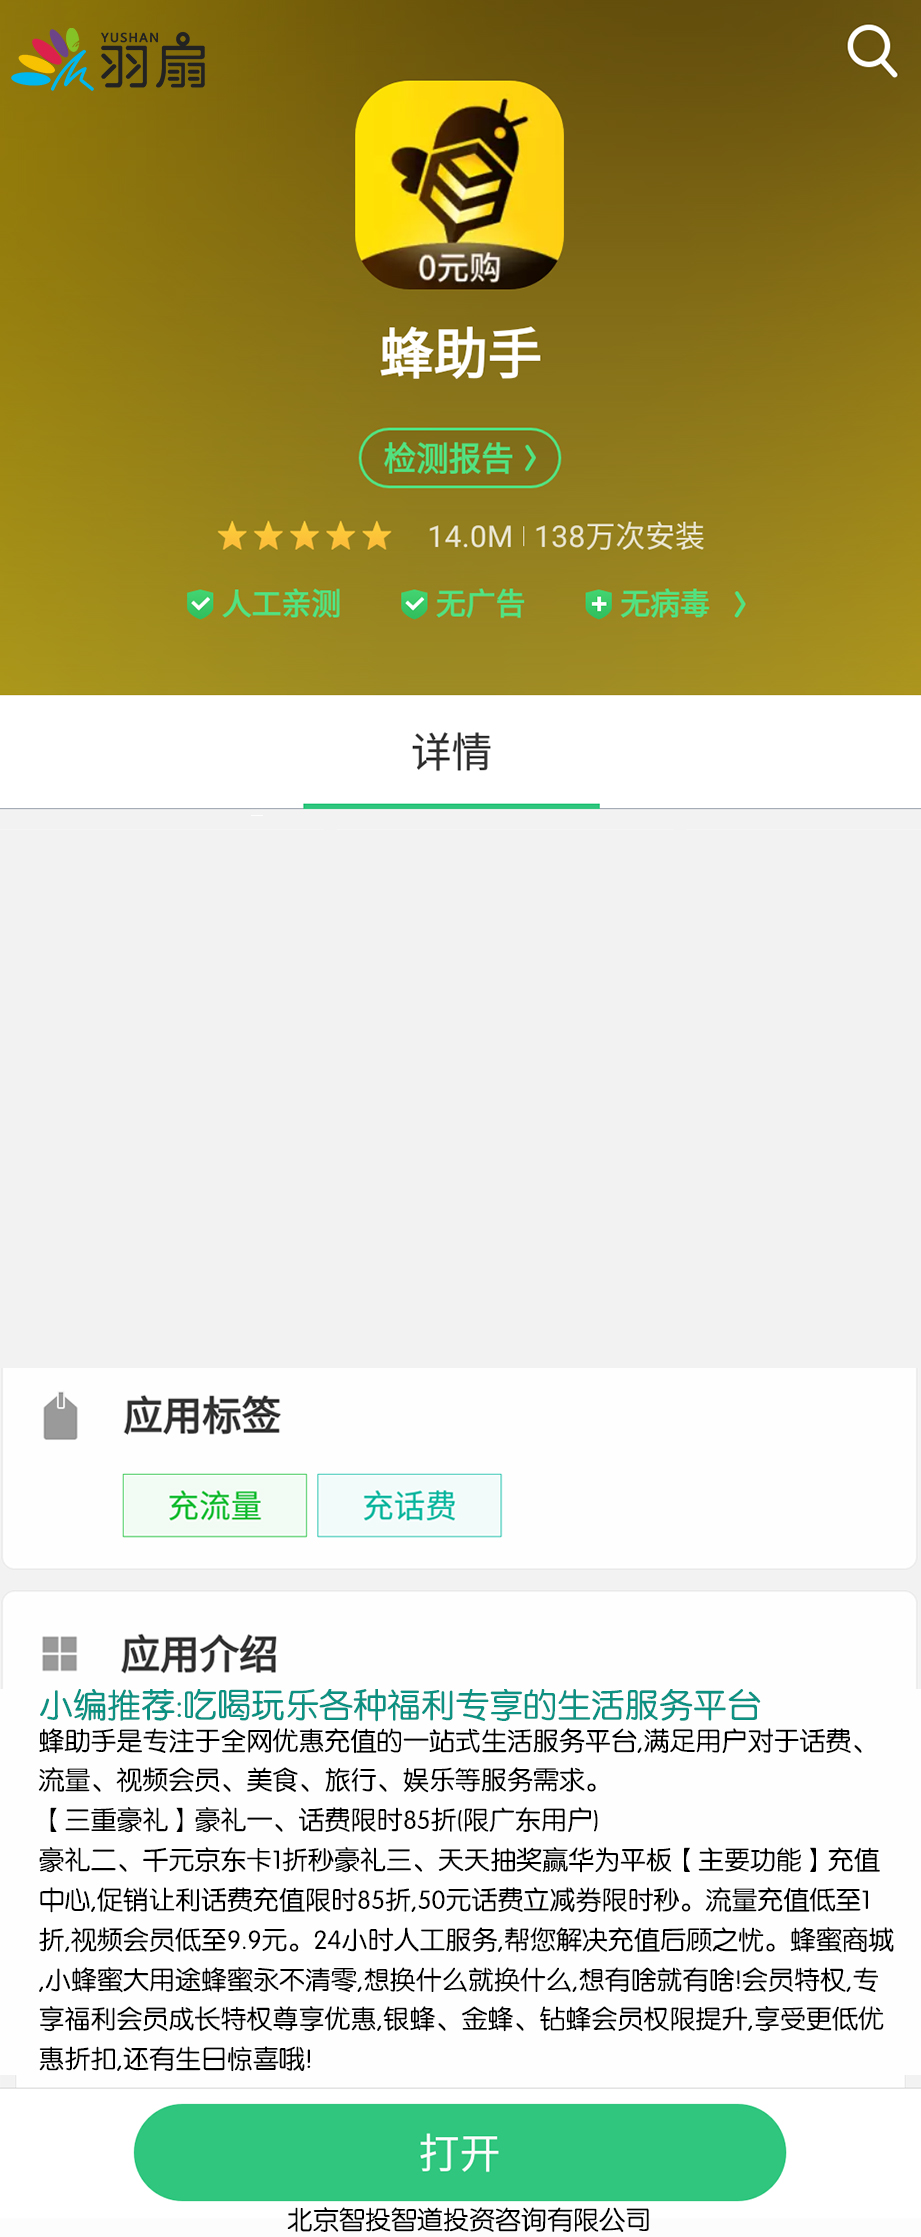 YUSHAN
羽扇
0元购
蜂助手
检测报告
14.0M 138万次安装
人工亲测 无广告 无病毒
详情
应用标签
充流量 充话费
应用介绍
小编推荐:吃喝玩乐各种福利专享的生活服务平台
蜂助手是专注于全网优惠充值的一站式生活服务平台,满足用户对于话费、
流量、视频会员、美食、旅行、娱乐等服务需求。
【三重豪礼】豪礼一、话费限时85折(限广东用户)
豪礼二、千元京东卡1折秒豪礼三、天天抽奖赢华为平板【主要功能】充值
中心,促销让利话费充值限时85折,50元话费立减券限时秒。流量充值低至1
折,视频会员低至9.9元。24小时人工服务,帮您解决充值后顾之忧。蜂蜜商城
,小蜂蜜大用途蜂蜜永不清零,想换什么就换什么,想有啥就有啥!会员特权,专
享福利会员成长特权尊享优惠,银蜂、金蜂、钻蜂会员权限提升,享受更低优
惠折扣,还有生日惊喜哦!
打开
北京智投智道投资咨询有限公司